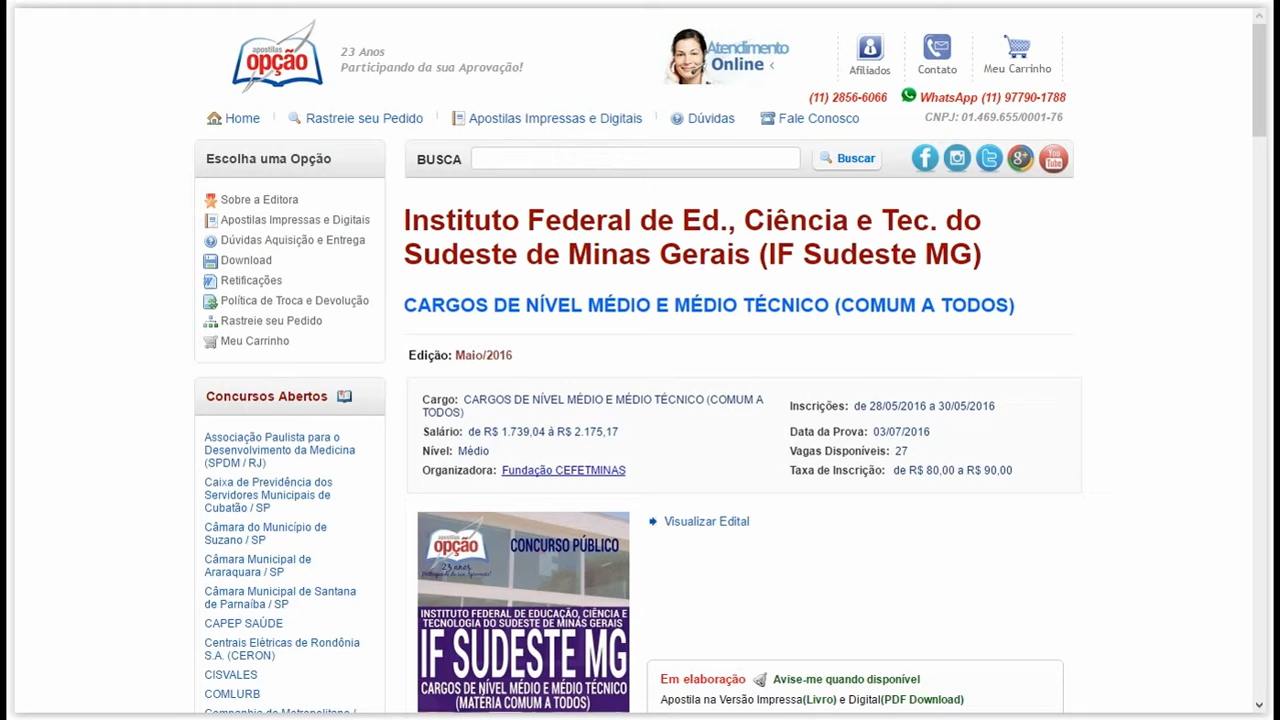 apostilas
opção
23 Anos
Participando da sua Aprovação!
Atendimento
Online
Afiliados
Contato
Meu Carrinho
(11) 2856-6066 WhatsApp (11) 97790-1788
CNPJ: 01.469.655/0001-76
Home Rastreie seu Pedido Apostilas Impressas e Digitais Dúvidas Fale Conosco
Escolha uma Opção
Sobre a Editora
Apostilas Impressas e Digitais
Dúvidas Aquisição e Entrega
Download
Retificações
Política de Troca e Devolução
Rastreie seu Pedido
Meu Carrinho
Concursos Abertos
Associação Paulista para o
Desenvolvimento da Medicina
(SPDM / RJ)
Caixa de Previdência dos
Servidores Municipais de
Cubatão / SP
Câmara do Município de
Suzano / SP
Câmara Municipal de
Araraquara / SP
Câmara Municipal de Santana
de Parnaíba / SP
CAPEP SAÚDE
Centrais Elétricas de Rondônia
S.A. (CERON)
CISVALES
COMLURB
Companhia do Metropolitano /
BUSCA Buscar
You
Tube
Instituto Federal de Ed., Ciência e Tec. do
Sudeste de Minas Gerais (IF Sudeste MG)
CARGOS DE NÍVEL MÉDIO E MÉDIO TÉCNICO (COMUM A TODOS)
Edição: Maio/2016
Cargo: CARGOS DE NÍVEL MÉDIO E MÉDIO TÉCNICO (COMUM A
TODOS)
Salário: de R$ 1.739,04 à R$ 2.175,17
Nível: Médio
Organizadora: Fundação CEFETMINAS
Inscrições: de 28/05/2016 a 30/05/2016
Data da Prova: 03/07/2016
Vagas Disponíveis: 27
Taxa de Inscrição: de R$ 80,00 a R$ 90,00
apostilas
opção
23 anos
Participando da sua Aprovação!
CONCURSO PÚBLICO
INSTITUTO FEDERAL DE EDUCAÇÃO, CIÊNCIA E
TECNOLOGIA DO SUDESTE DE MINAS GERAIS
IF SUDESTE MG
CARGOS DE NÍVEL MÉDIO E MÉDIO TÉCNICO
(MATÉRIA COMUM A TODOS)
Visualizar Edital
Em elaboração Avise-me quando disponível
Apostila na Versão Impressa(Livro) e Digital(PDF Download)